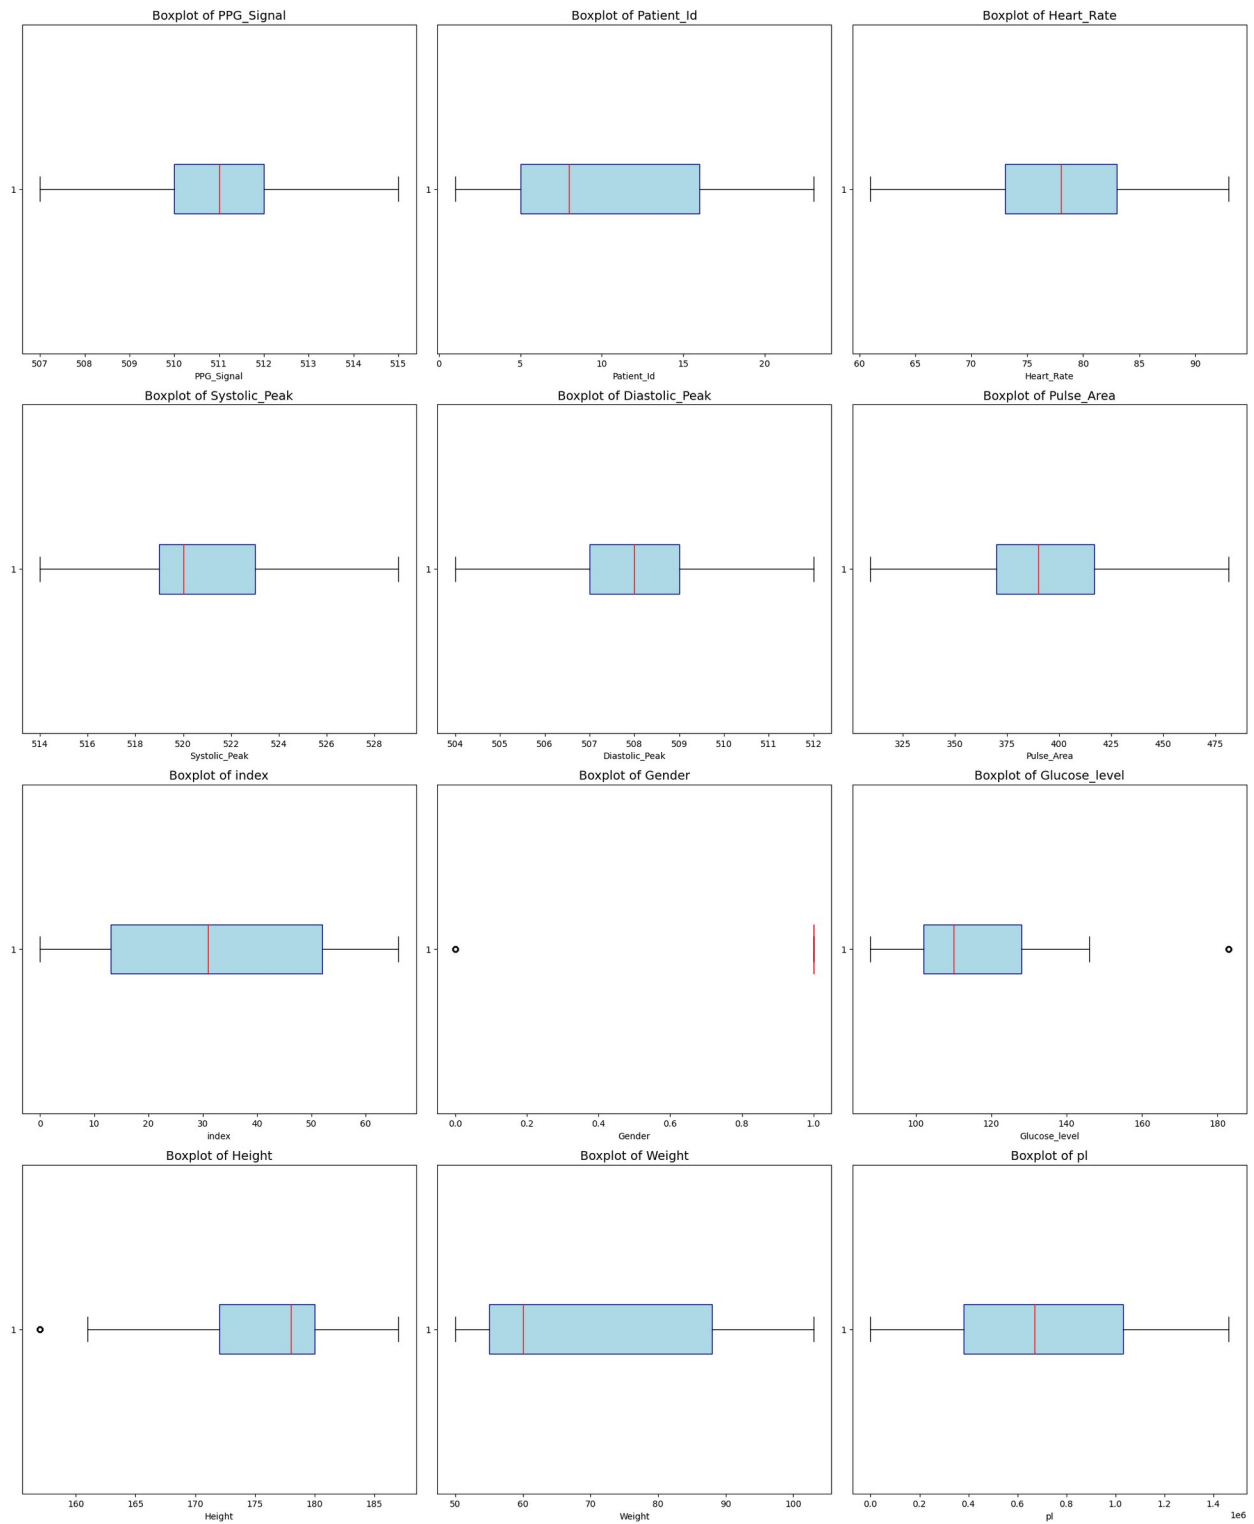 Boxplot of PPG_Signal
1
507 508 509 510 511 512 513 514 515
PPG_Signal
Boxplot of Patient_Id
1
0 5 10 15 20
Patient_Id
Boxplot of Heart_Rate
1
60 65 70 75 80 85 90
Heart_Rate
Boxplot of Systolic_Peak
1
514 516 518 520 522 524 526 528
Systolic_Peak
Boxplot of Diastolic_Peak
1
504 505 506 507 508 509 510 511 512
Diastolic_Peak
Boxplot of Pulse_Area
1
325 350 375 400 425 450 475
Pulse_Area
Boxplot of index
1
0 10 20 30 40 50 60
index
Boxplot of Gender
1
0.0 0.2 0.4 0.6 0.8 1.0
Gender
Boxplot of Glucose_level
1
100 120 140 160 180
Glucose_level
Boxplot of Height
1
160 165 170 175 180 185
Height
Boxplot of Weight
1
50 60 70 80 90 100
Weight
Boxplot of pl
1
0.0 0.2 0.4 0.6 0.8 1.0 1.2 1.4
1e6
pl